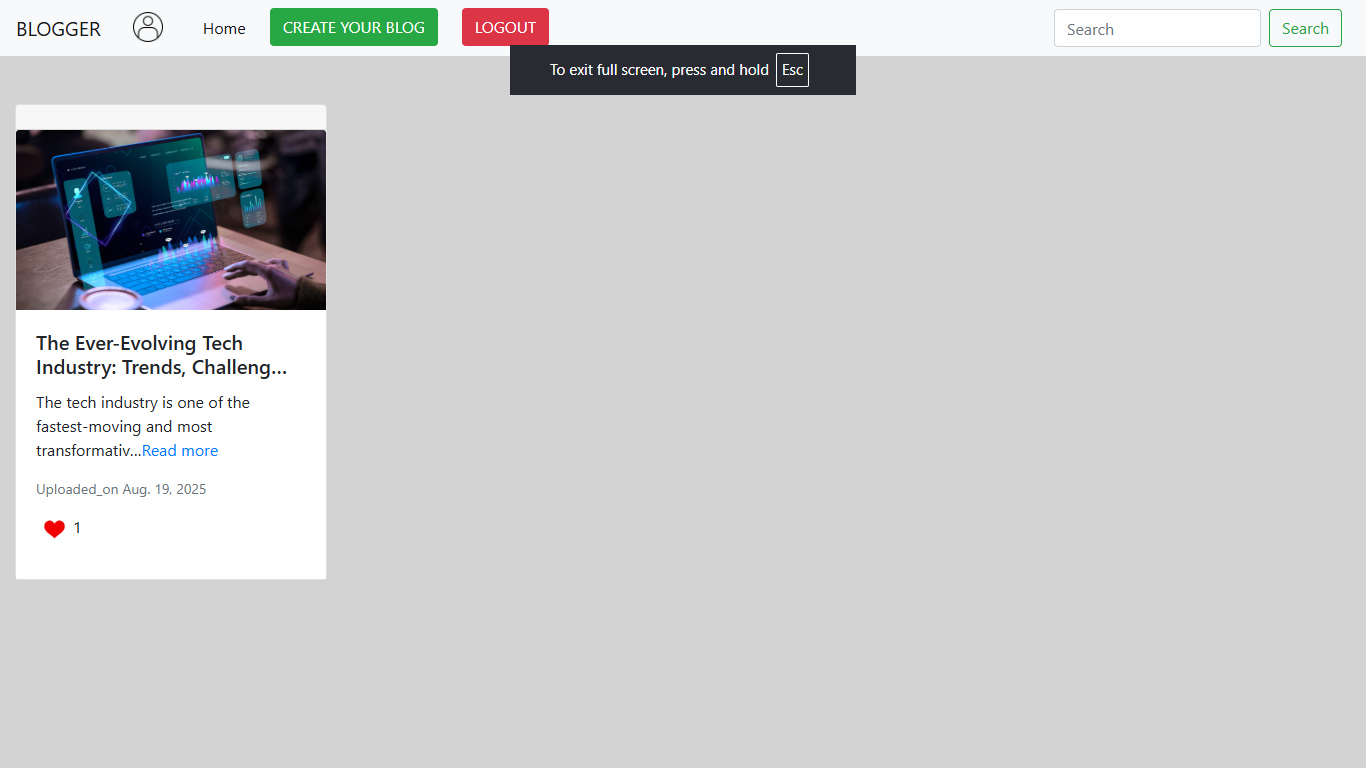 BLOGGER Home CREATE YOUR BLOG LOGOUT Search Search
To exit full screen, press and hold Esc
The Ever-Evolving Tech
Industry: Trends, Challeng...
The tech industry is one of the
fastest-moving and most
transformativ...Read more
Uploaded_on Aug. 19, 2025
1